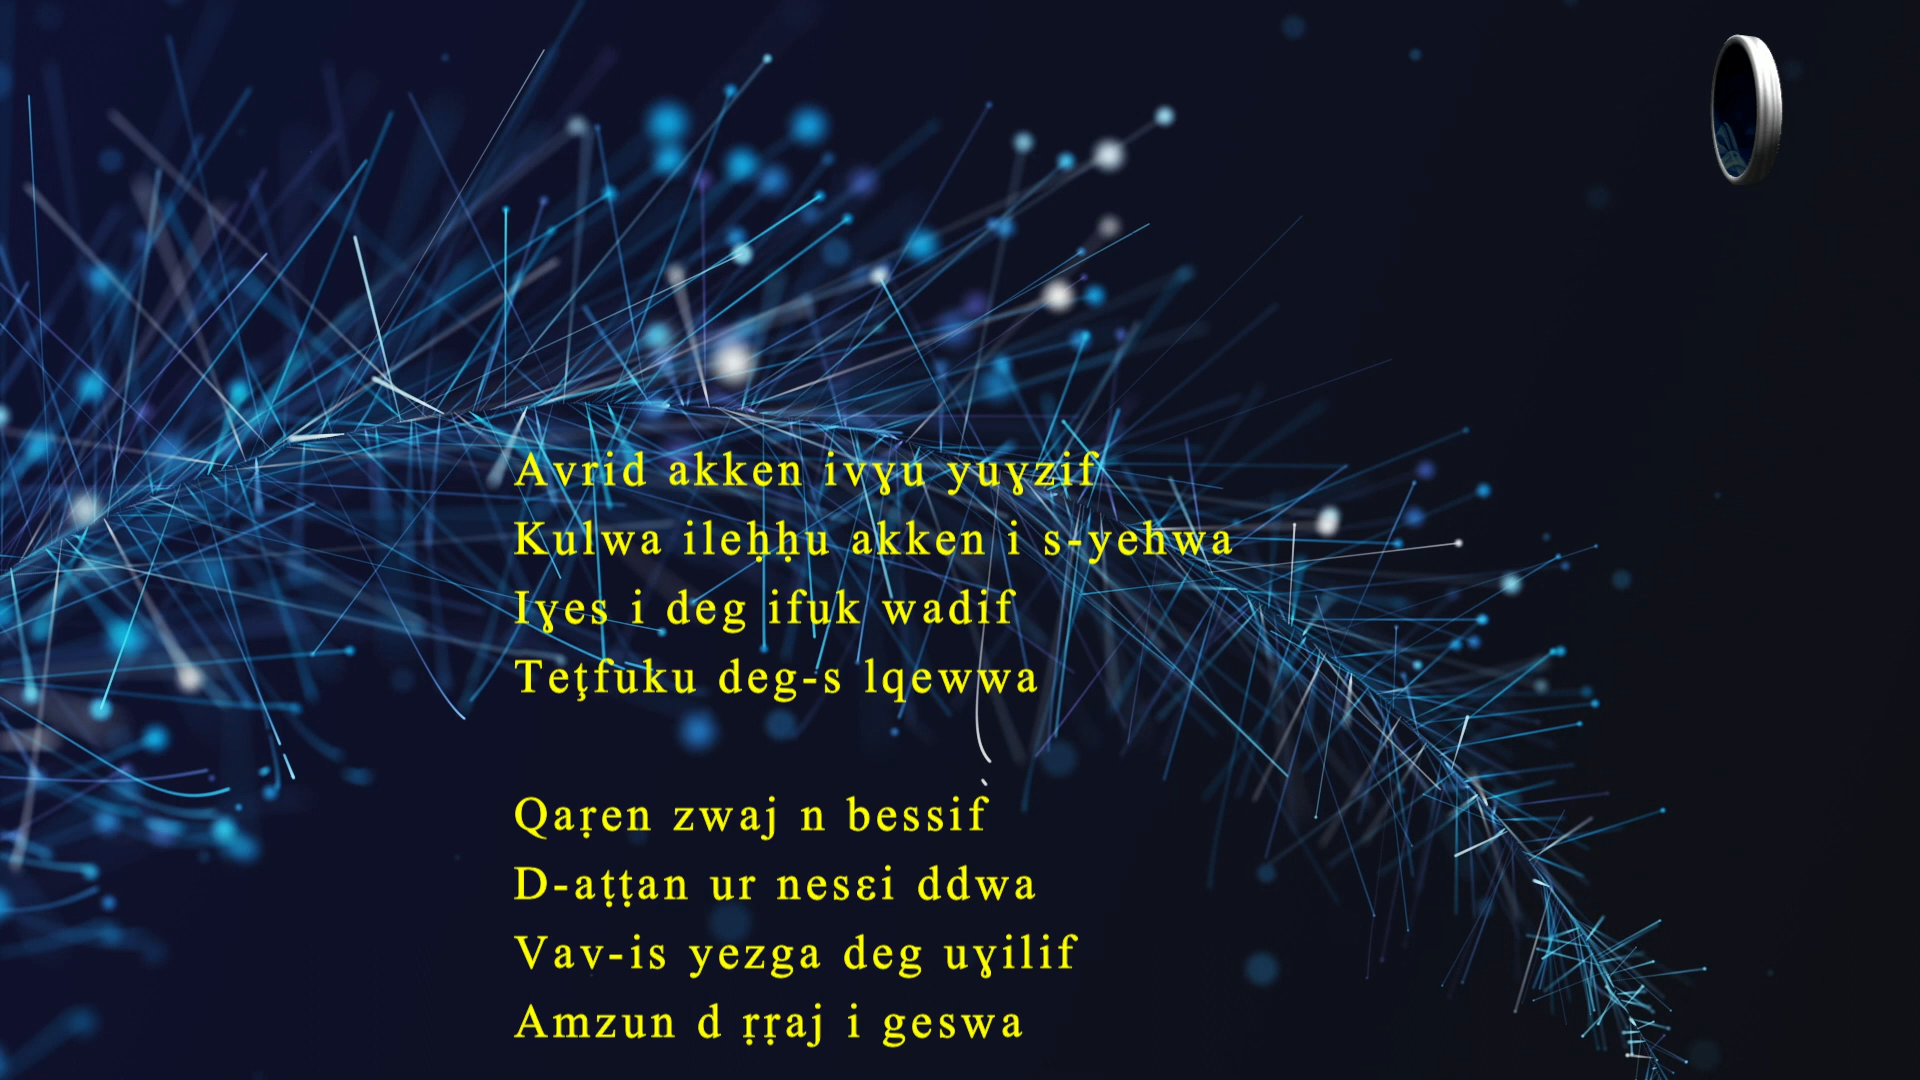 Avrid akken ivɣu yuɣzif
Kulwa ileḥḥu akken i s-yehwa
Iɣes i deg ifuk wadif
Teţfuku deg-s lqewwa
Qaṛen zwaj n bessif
D-aṭṭan ur nesɛi ddwa
Vav-is yezga deg uɣilif
Amzun d ṛṛaj i geswa